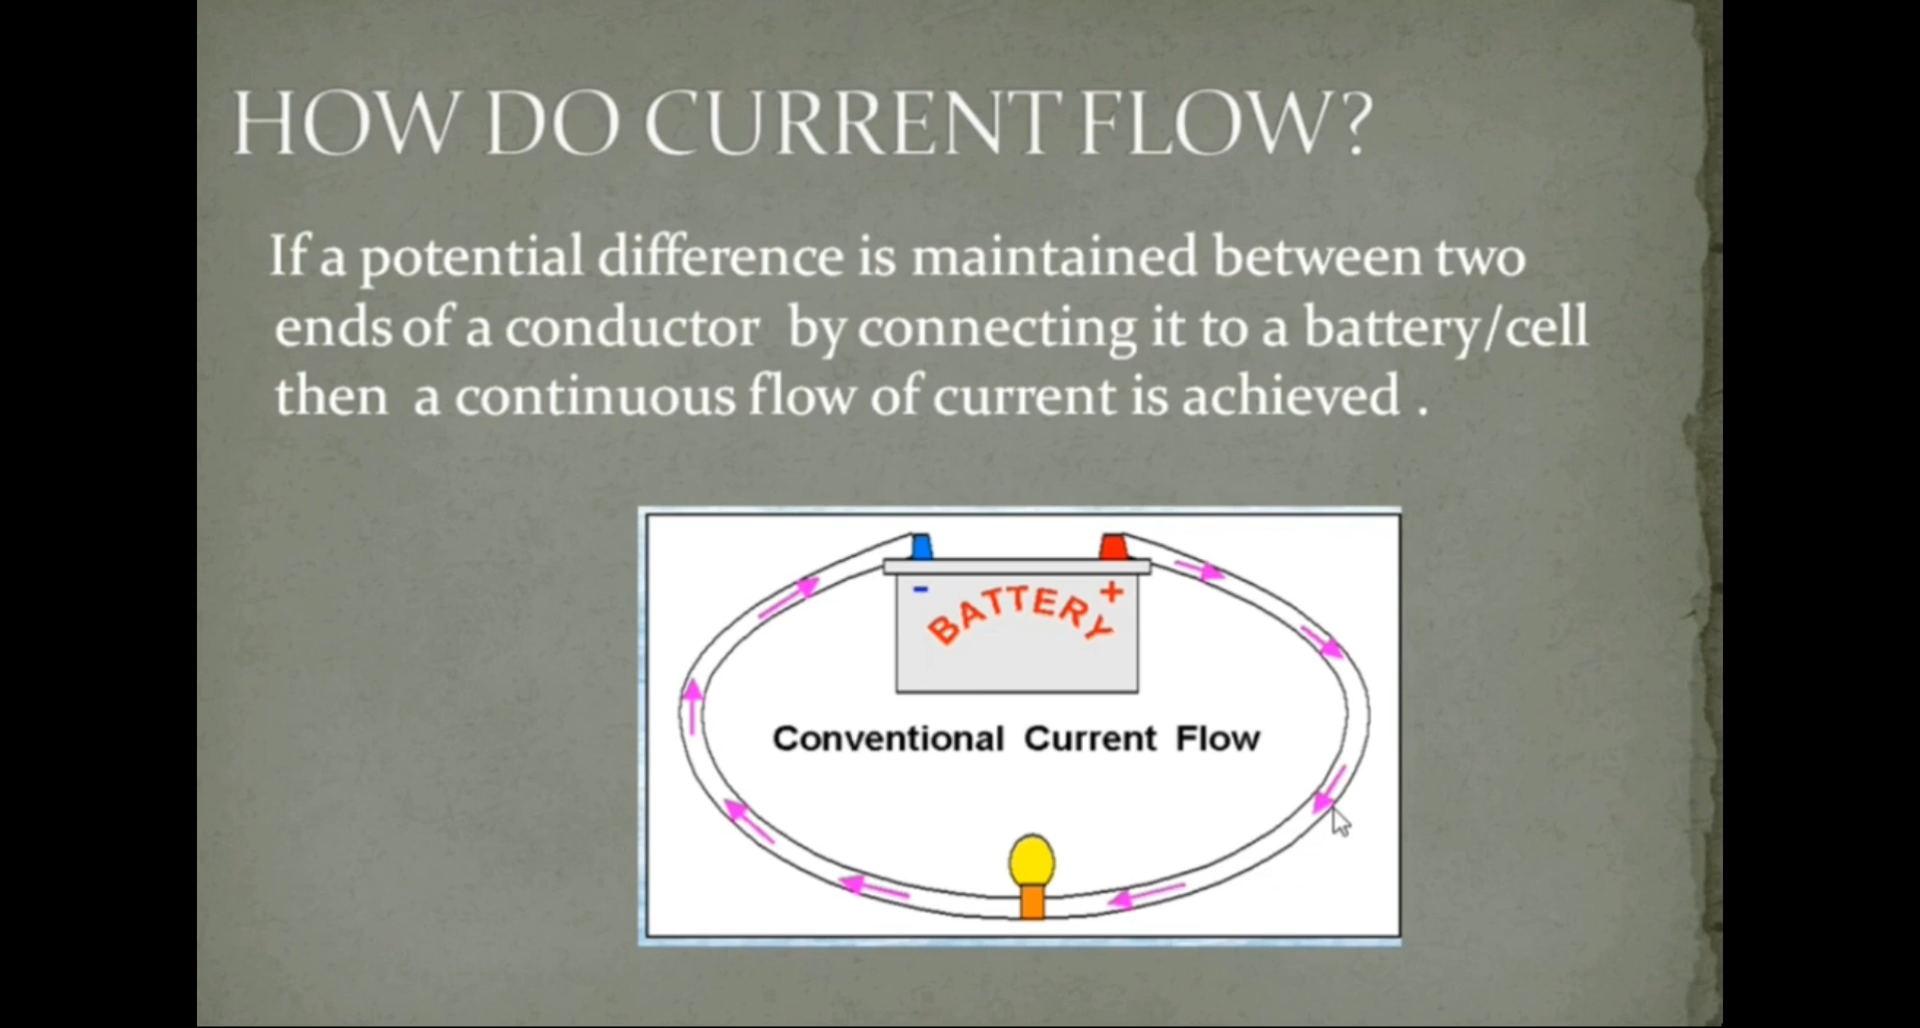 HOW DO CURRENT FLOW?
If a potential difference is maintained between two
ends of a conductor by connecting it to a battery/cell
then a continuous flow of current is achieved .
- +
BATTERY
Conventional Current Flow